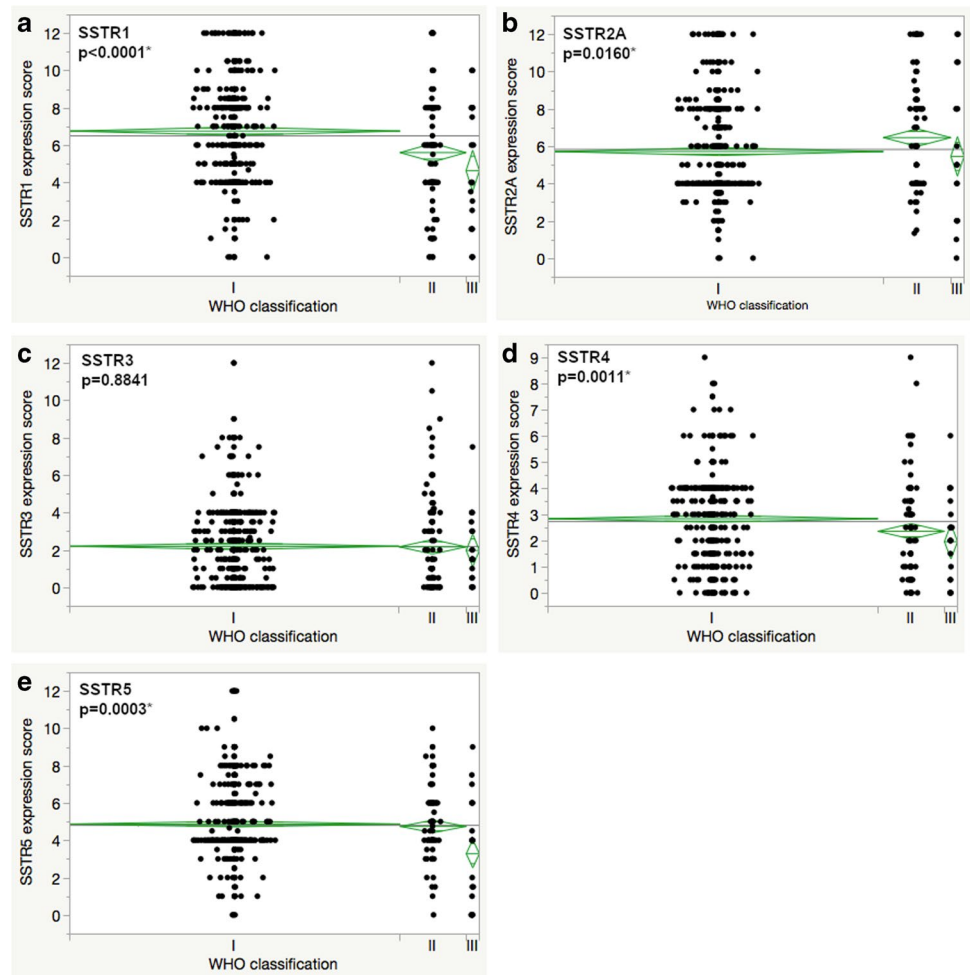 a
SSTR1
p<0.0001*
12
10
8
6
4
2
0
SSTR1 expression score
I II III
WHO classification
b
SSTR2A
p=0.0160*
12
10
8
6
4
2
0
SSTR2A expression score
I II III
WHO classification
c
SSTR3
p=0.8841
12
10
8
6
4
2
0
SSTR3 expression score
I II III
WHO classification
d
SSTR4
p=0.0011*
9
8
7
6
5
4
3
2
1
0
SSTR4 expression score
I II III
WHO classification
e
SSTR5
p=0.0003*
12
10
8
6
4
2
0
SSTR5 expression score
I II III
WHO classification